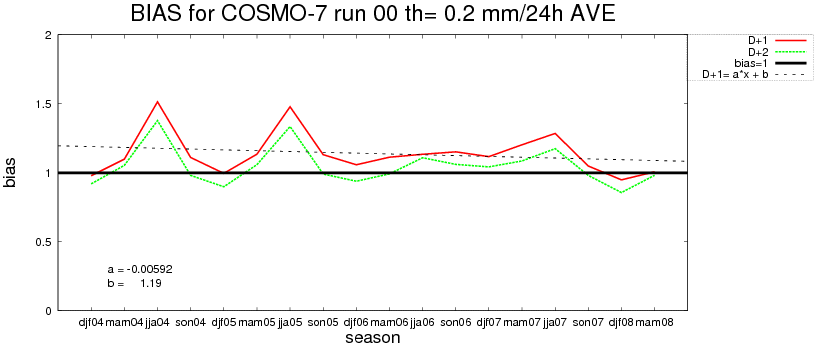 BIAS for COSMO-7 run 00 th= 0.2 mm/24h AVE
D+1
D+2
bias=1
D+1= a*x + b
2
1.5
1
0.5
0
bias
a = -0.00592
b = 1.19
djf04 mam04 jja04 son04 djf05 mam05 jja05 son05 djf06 mam06 jja06 son06 djf07 mam07 jja07 son07 djf08 mam08
season